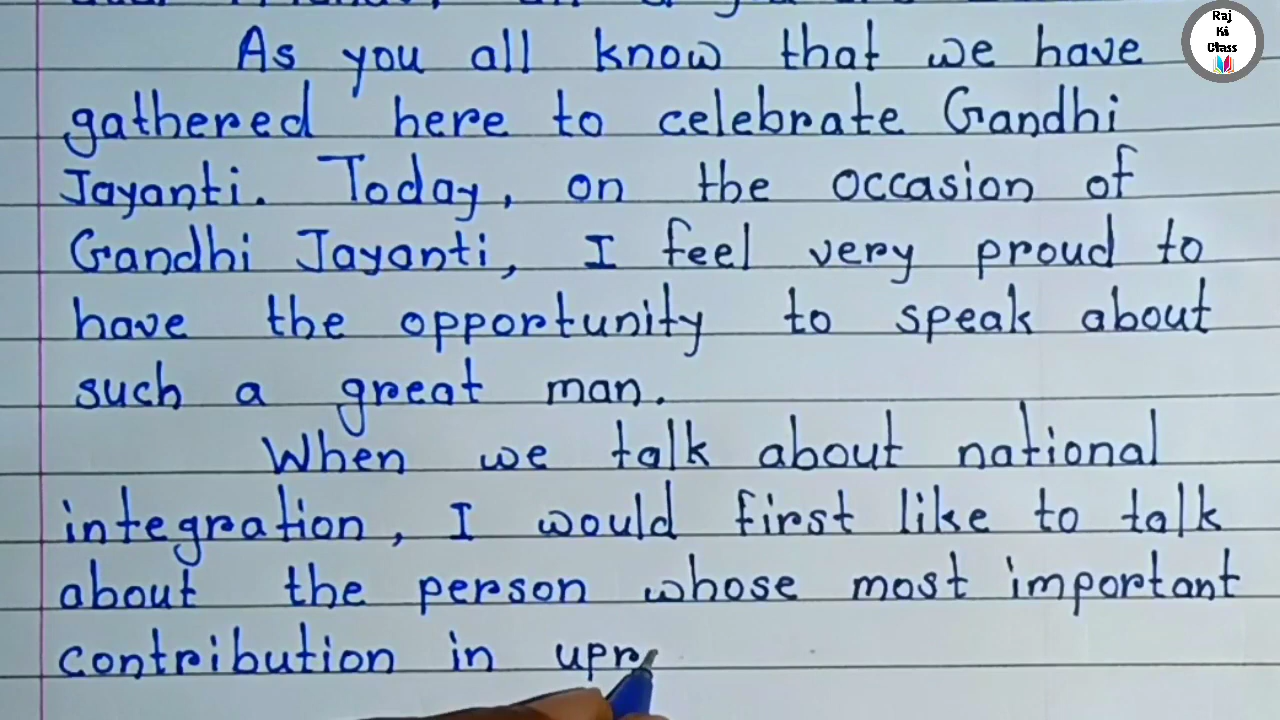 As you all know that we have
gathered here to celebrate Gandhi
Jayanti. Today, on the occasion of
Gandhi Jayanti, I feel very proud to
have the opportunity to speak about
such a great man.
When we talk about national
integration, I would first like to talk
about the person whose most important
contribution in upr
Raj
Ki
Class